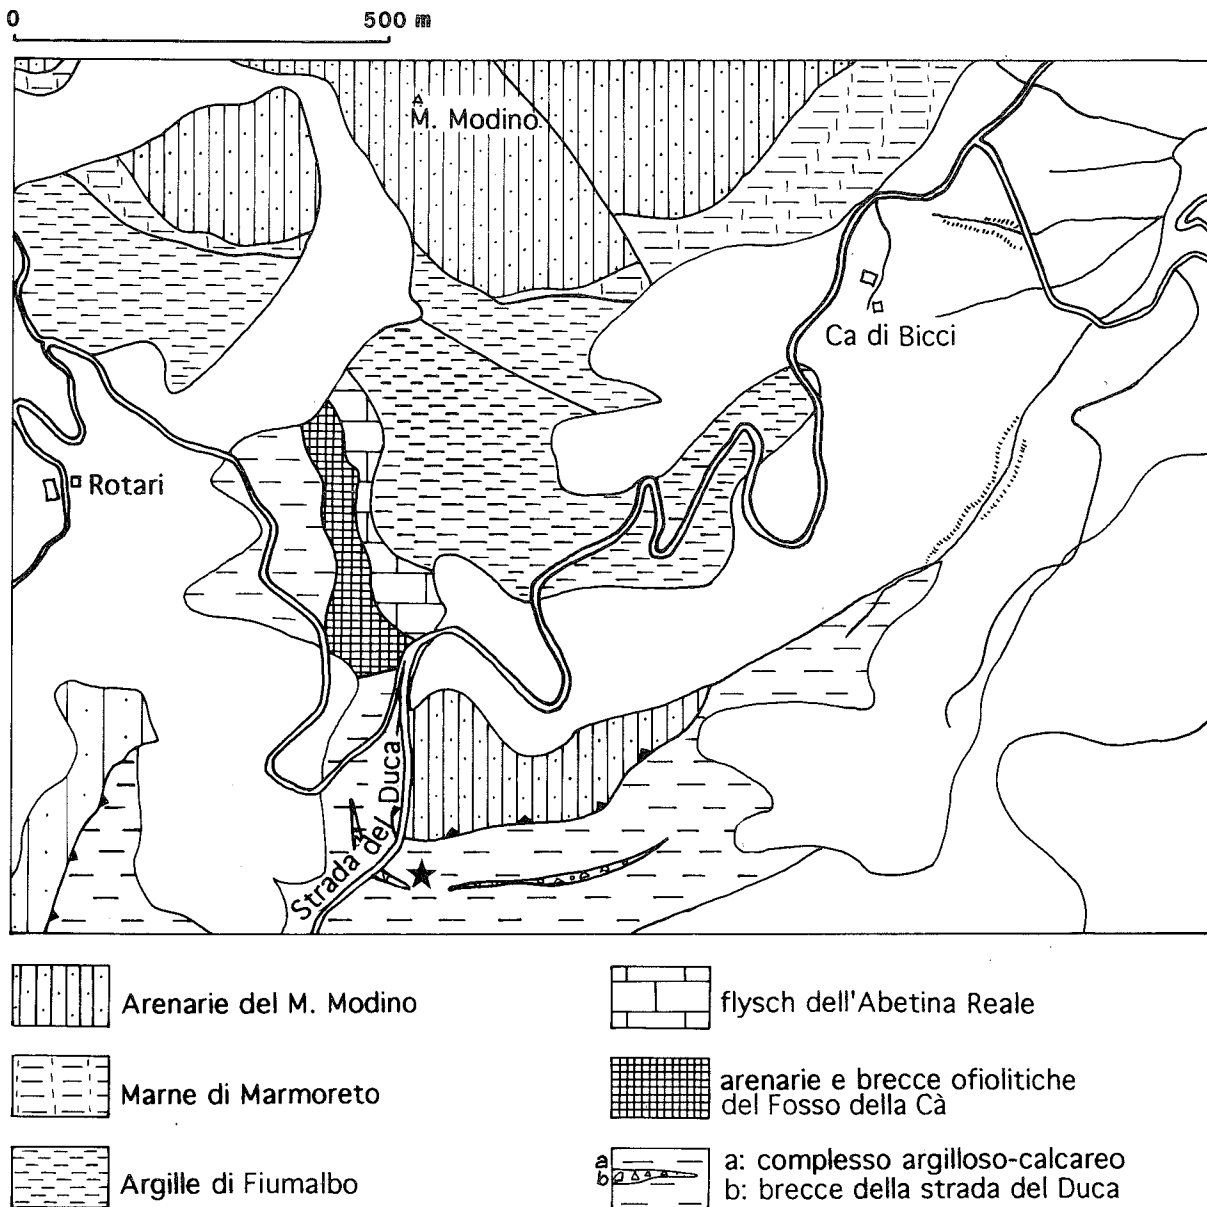 0
500 m
M. Modino
Ca di Bicci
Rotari
Strada del Duca
Arenarie del M. Modino
Marne di Marmoreto
Argille di Fiumalbo
flysch dell'Abetina Reale
arenarie e brecce ofiolitiche
del Fosso della Cà
a
b
a: complesso argilloso-calcareo
b: brecce della strada del Duca